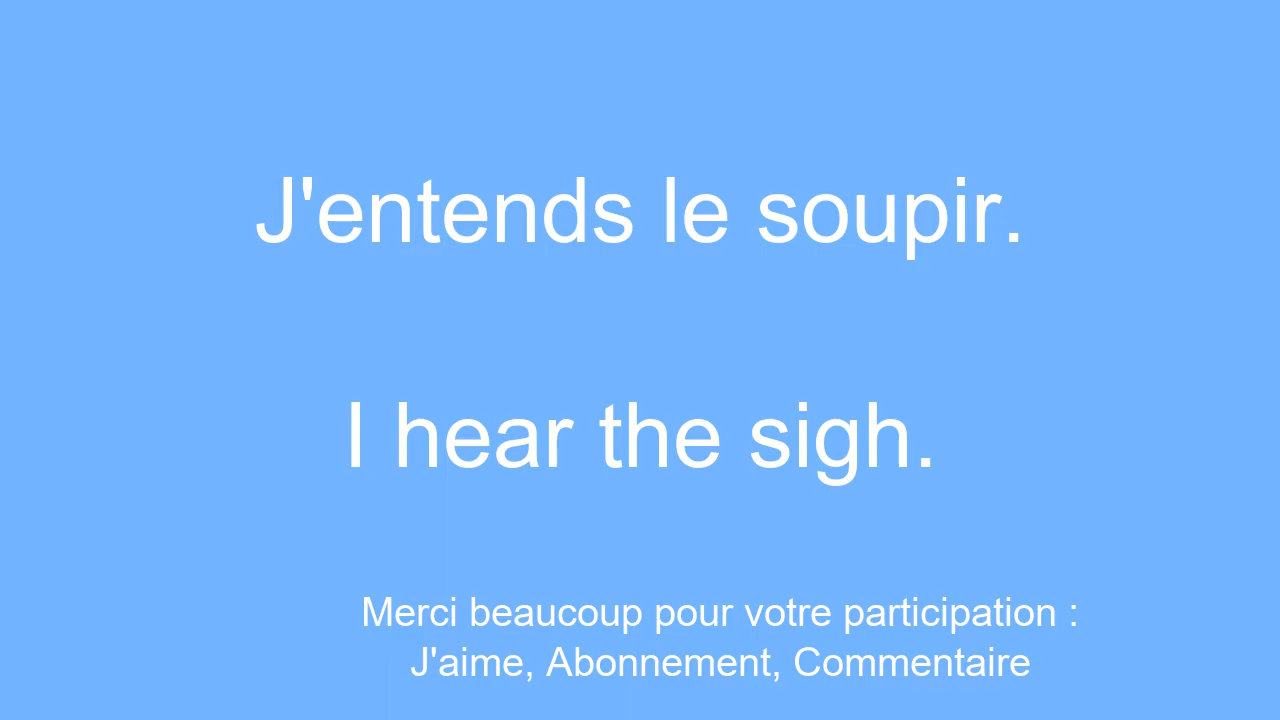 J'entends le soupir.
I hear the sigh.
Merci beaucoup pour votre participation :
J'aime, Abonnement, Commentaire